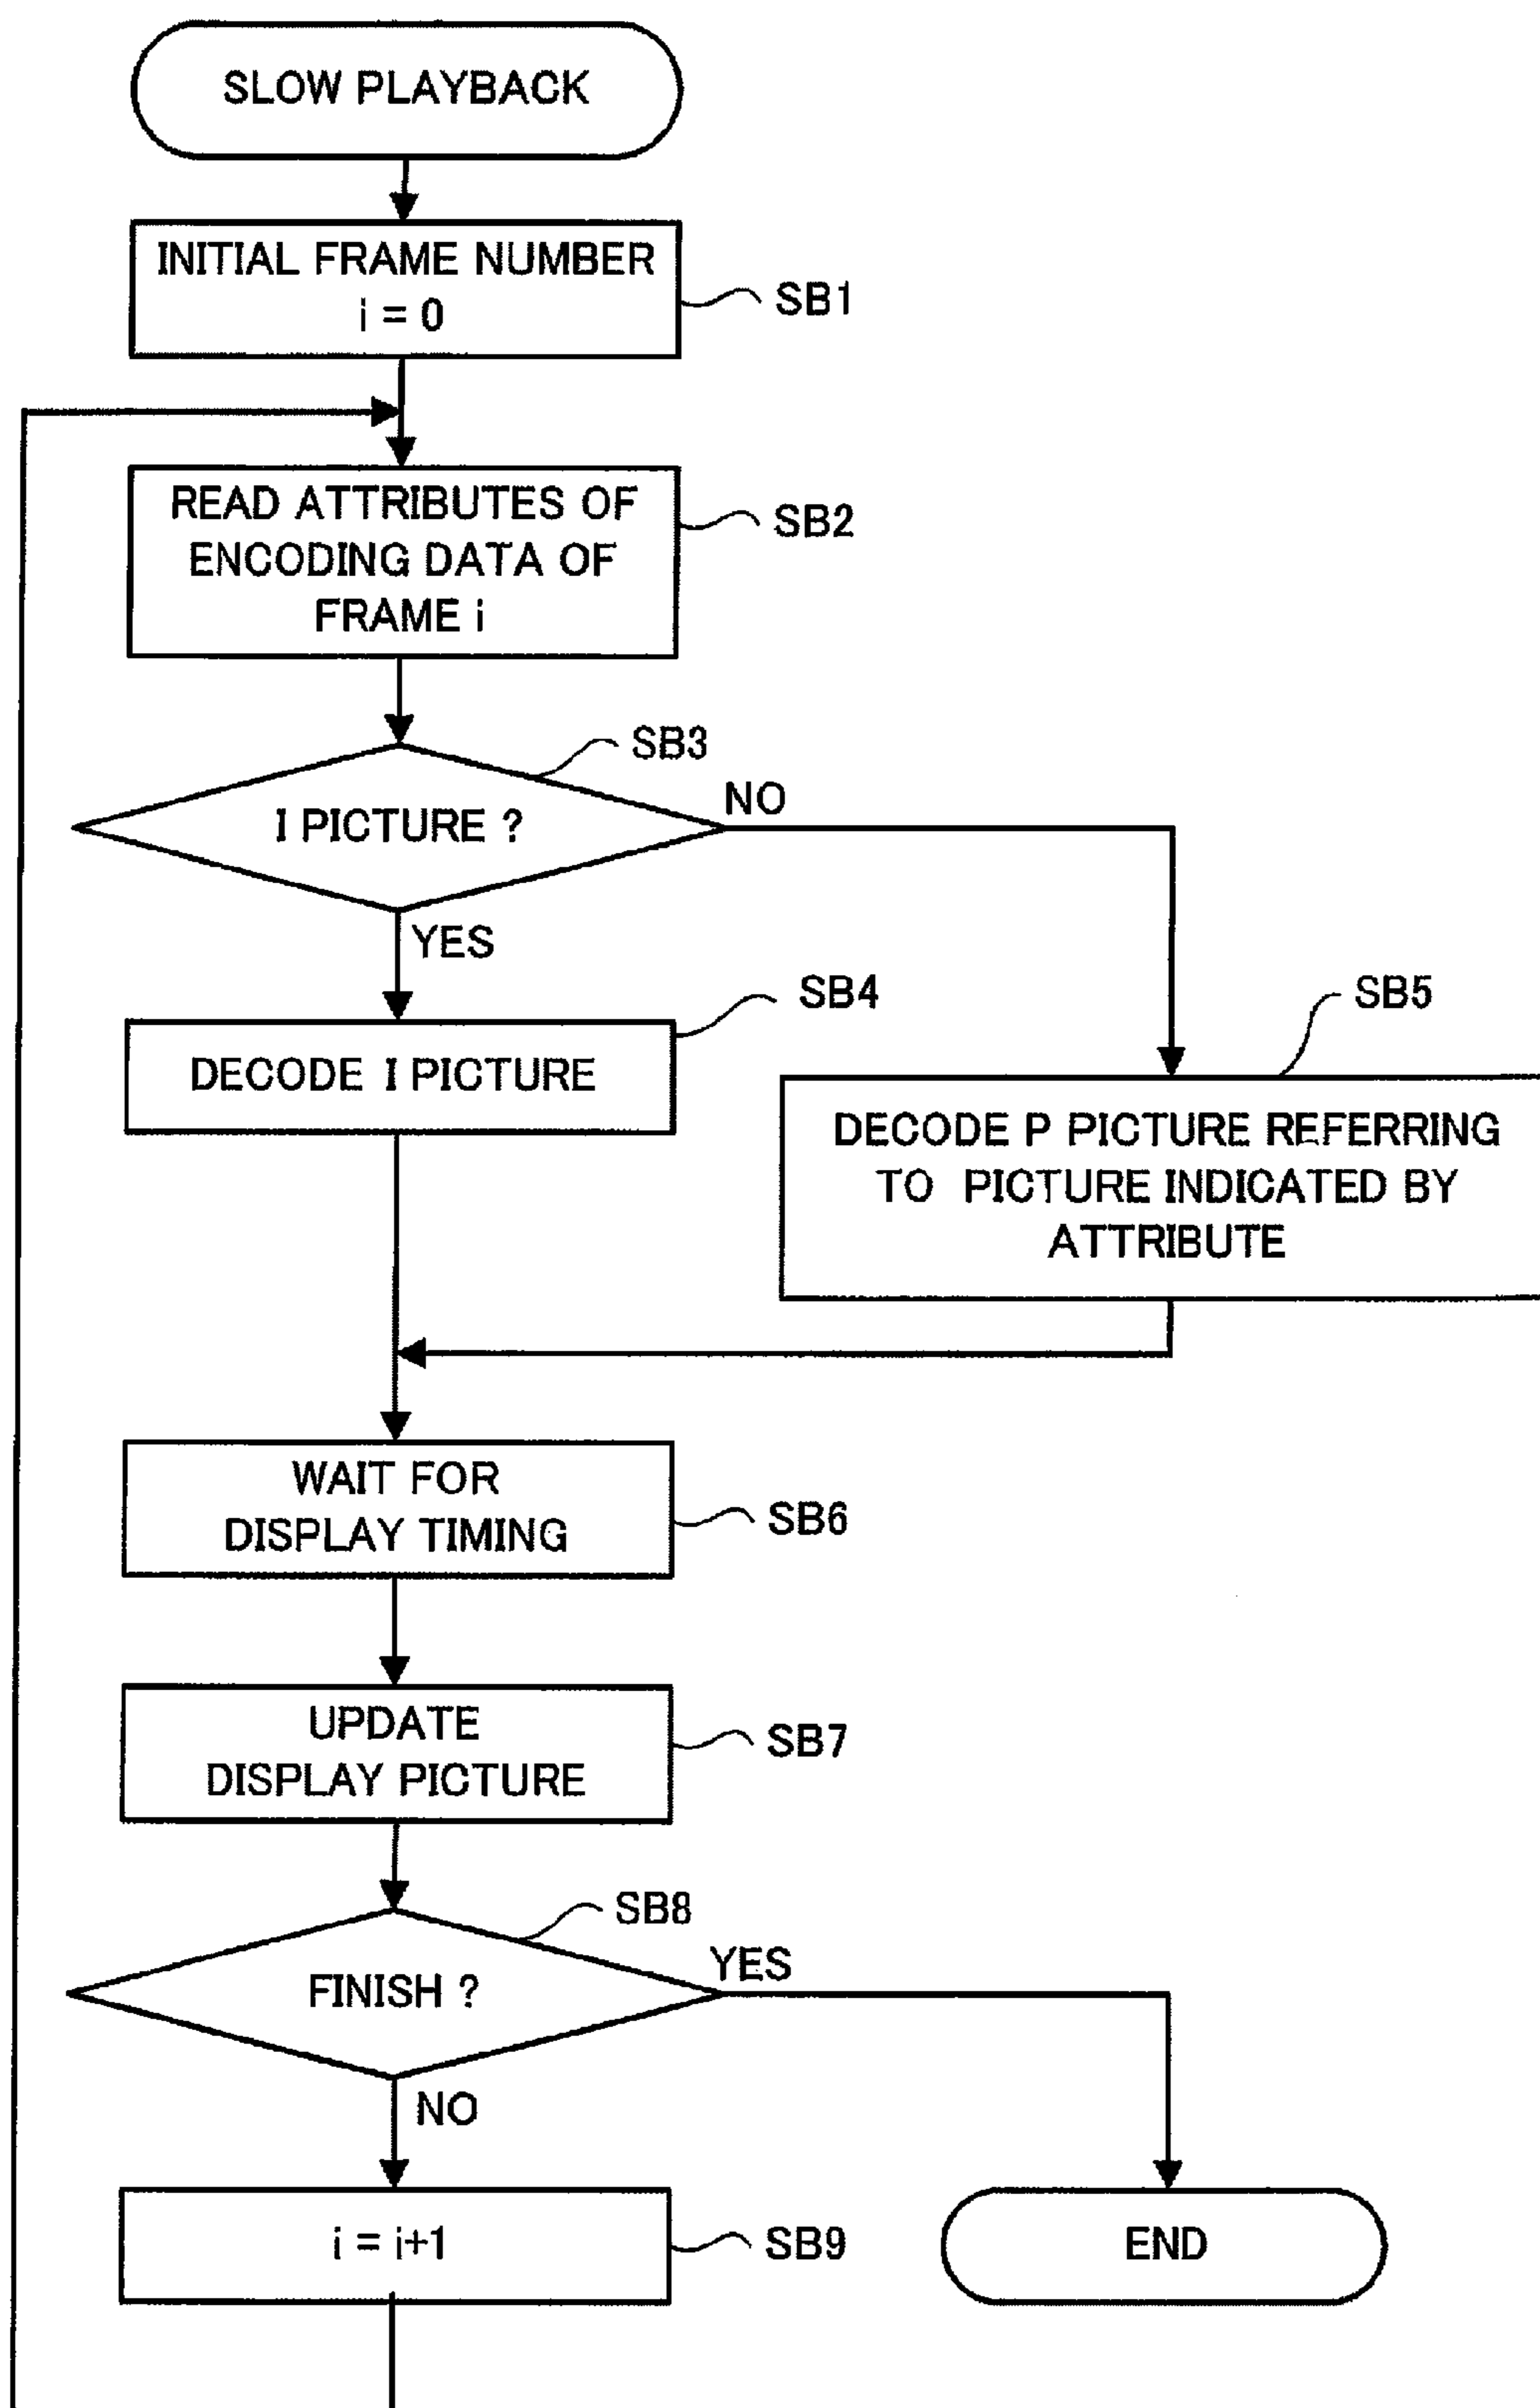 SLOW PLAYBACK
INITIAL FRAME NUMBER
i = 0
SB1
READ ATTRIBUTES OF
ENCODING DATA OF
FRAME i
SB2
SB3
I PICTURE ?
NO
YES
SB4
DECODE I PICTURE
SB5
DECODE P PICTURE REFERRING
TO PICTURE INDICATED BY
ATTRIBUTE
WAIT FOR
DISPLAY TIMING
SB6
UPDATE
DISPLAY PICTURE
SB7
SB8
FINISH ?
YES
NO
i = i+1
SB9
END